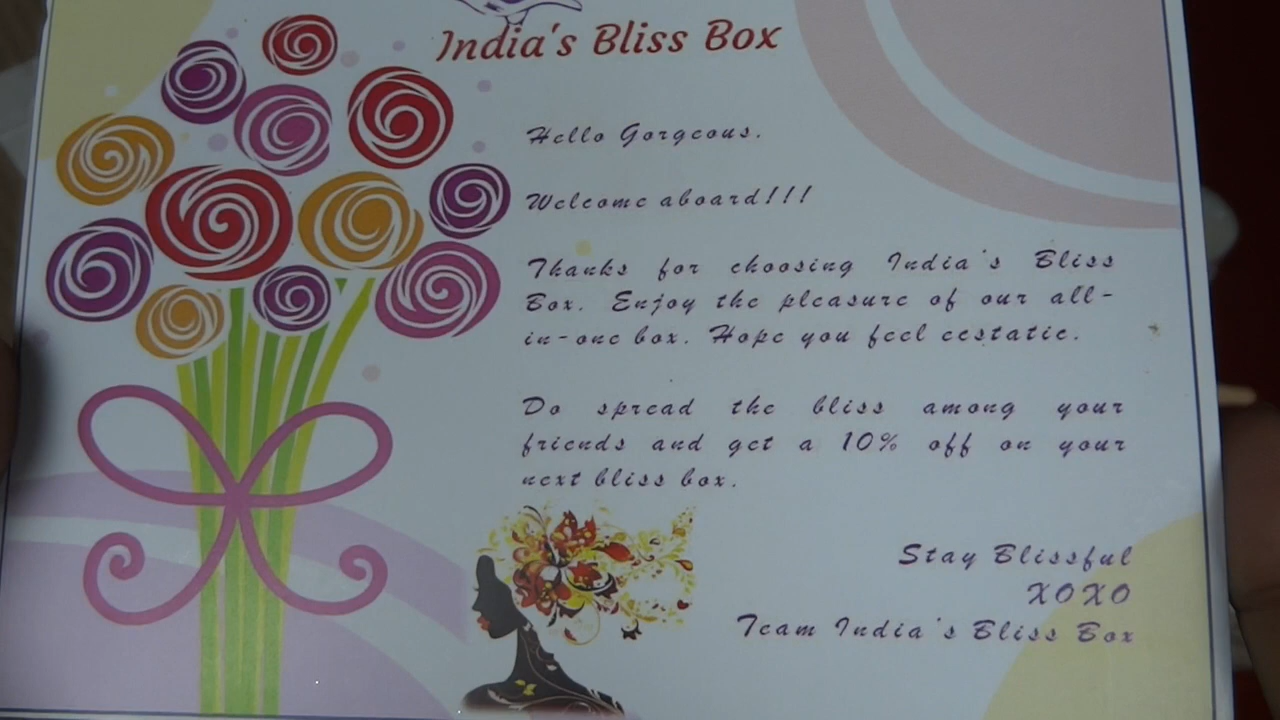 India's Bliss Box
Hello Gorgeous.
Welcome aboard!!!
Thanks for choosing India's Bliss
Box. Enjoy the pleasure of our all-
in-one box. Hope you feel ecstatic.
Do spread the bliss among your
friends and get a 10% off on your
next bliss box.
Stay Blissful
XOXO
Team India's Bliss Box